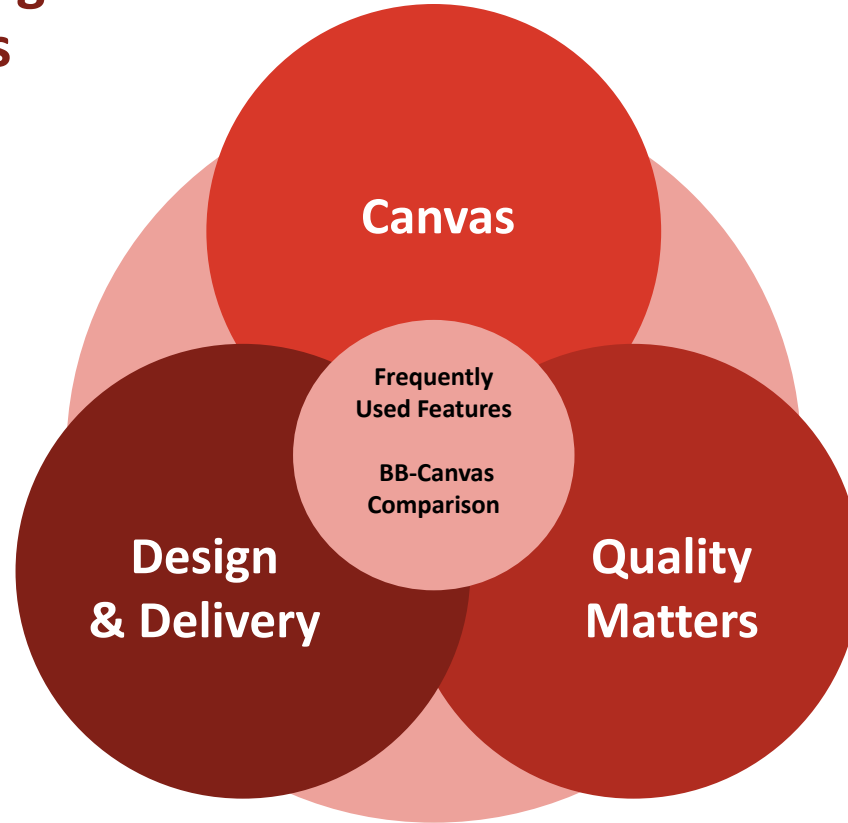 g
s
Canvas
Frequently
Used Features
BB-Canvas
Comparison
Design
& Delivery
Quality
Matters